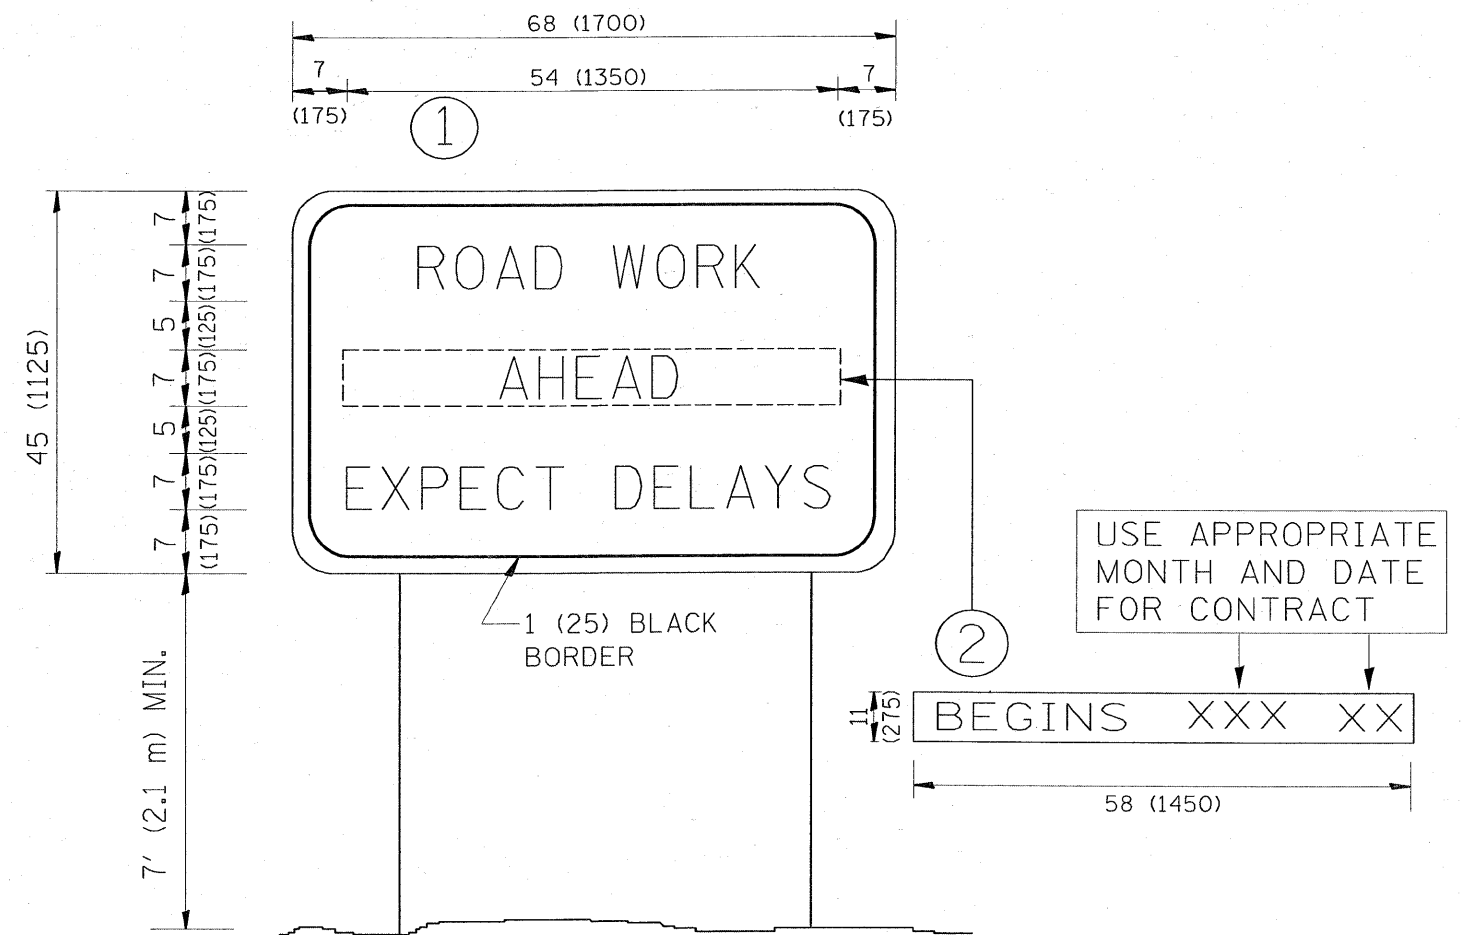 68 (1700)
7
54 (1350)
7
(175)
(175)
1
45 (1125)
7
(175)
7
(175)
5
(125)
7
(175)
5
(125)
7
(175)
7
(175)
ROAD WORK
AHEAD
EXPECT DELAYS
1 (25) BLACK
BORDER
7' (2.1 m) MIN.
2
USE APPROPRIATE
MONTH AND DATE
FOR CONTRACT
11
(275)
BEGINS XXX XX
58 (1450)